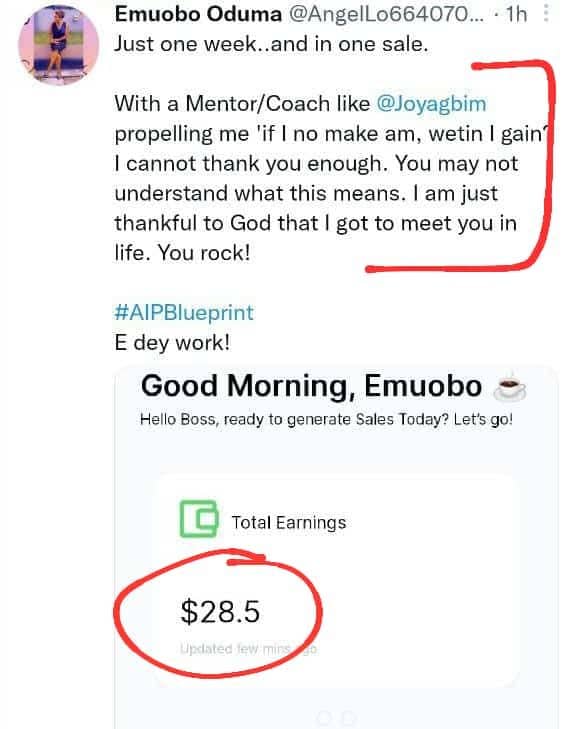 Emuobo Oduma @AngelLo664070... · 1h
Just one week..and in one sale.
With a Mentor/Coach like @Joyagbim
propelling me 'if I no make am, wetin I gain'
I cannot thank you enough. You may not
understand what this means. I am just
thankful to God that I got to meet you in
life. You rock!
#AIPBlueprint
E dey work!
Good Morning, Emuobo ☕
Hello Boss, ready to generate Sales Today? Let's go!
Total Earnings
$28.5
Updated few mins ago